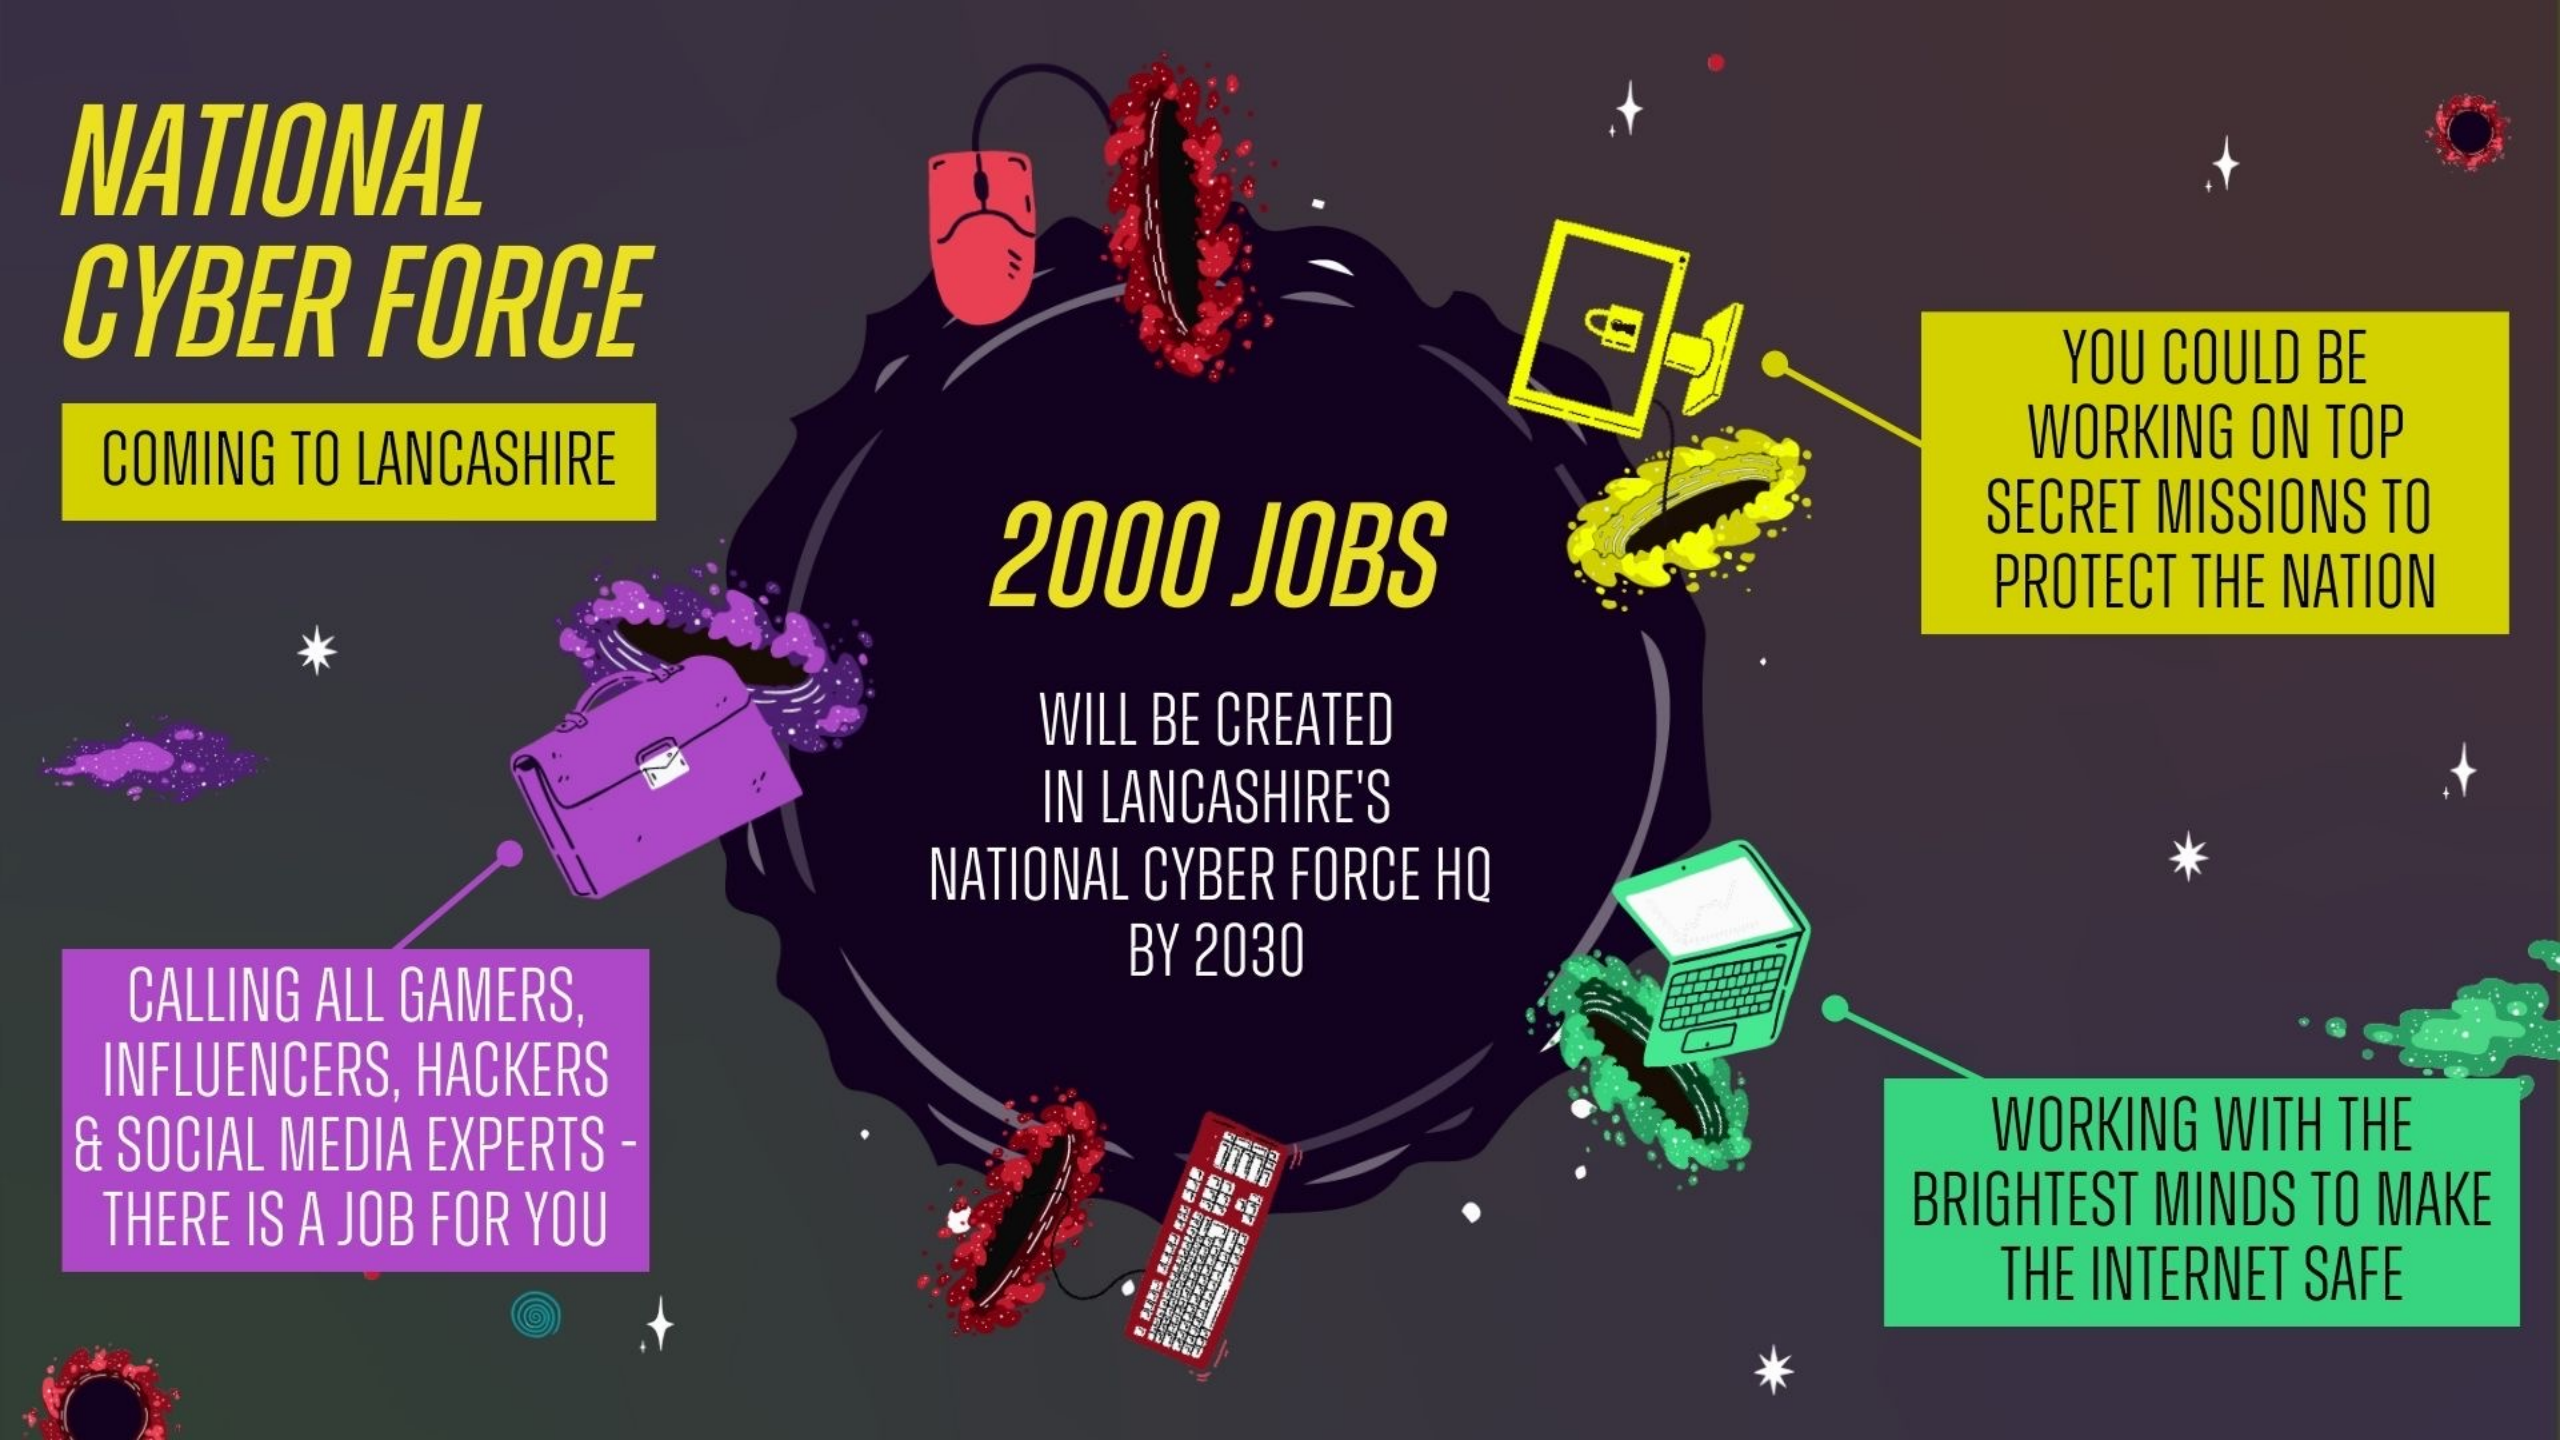 NATIONAL
CYBER FORCE
COMING TO LANCASHIRE
2000 JOBS
WILL BE CREATED
IN LANCASHIRE'S
NATIONAL CYBER FORCE HQ
BY 2030
YOU COULD BE
WORKING ON TOP
SECRET MISSIONS TO
PROTECT THE NATION
CALLING ALL GAMERS,
INFLUENCERS, HACKERS
& SOCIAL MEDIA EXPERTS -
THERE IS A JOB FOR YOU
WORKING WITH THE
BRIGHTEST MINDS TO MAKE
THE INTERNET SAFE